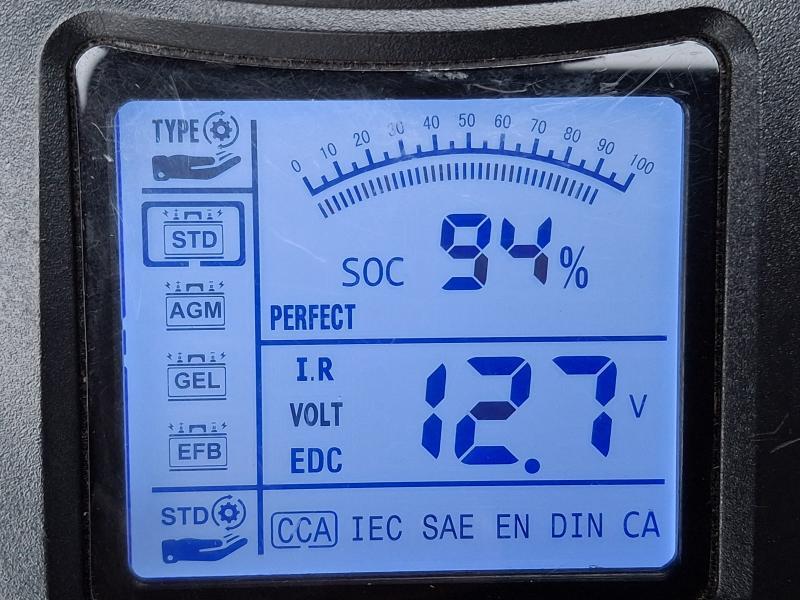 TYPE
0 10 20 30 40 50 60 70 80 90 100
STD
SOC 94%
AGM
PERFECT
GEL
I.R
VOLT 12.7 V
EFB
EDC
STD
CCA IEC SAE EN DIN CA